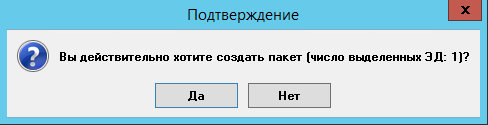 Подтверждение
x
Вы действительно хотите создать пакет (число выделенных ЭД: 1)?
Да
Нет